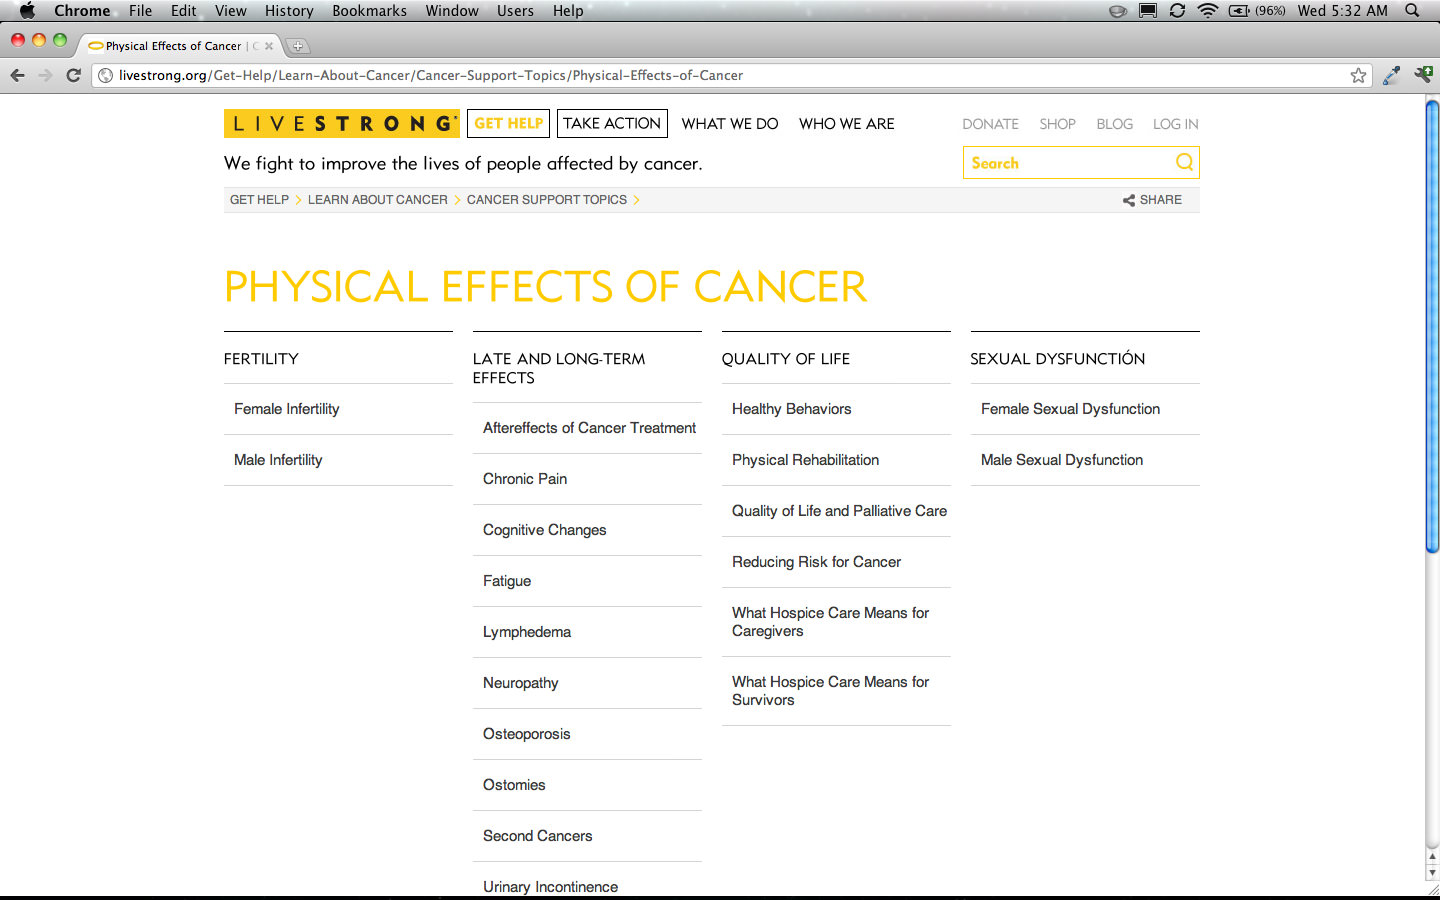 Chrome File Edit View History Bookmarks Window Users Help (96%) Wed 5:32 AM
Physical Effects of Cancer | C
livestrong.org/Get-Help/Learn-About-Cancer/Cancer-Support-Topics/Physical-Effects-of-Cancer
LIVESTRONG® GET HELP TAKE ACTION WHAT WE DO WHO WE ARE DONATE SHOP BLOG LOG IN
We fight to improve the lives of people affected by cancer.
Search
GET HELP > LEARN ABOUT CANCER > CANCER SUPPORT TOPICS > SHARE
PHYSICAL EFFECTS OF CANCER
FERTILITY
Female Infertility
Male Infertility
LATE AND LONG-TERM
EFFECTS
Aftereffects of Cancer Treatment
Chronic Pain
Cognitive Changes
Fatigue
Lymphedema
Neuropathy
Osteoporosis
Ostomies
Second Cancers
Urinary Incontinence
QUALITY OF LIFE
Healthy Behaviors
Physical Rehabilitation
Quality of Life and Palliative Care
Reducing Risk for Cancer
What Hospice Care Means for
Caregivers
What Hospice Care Means for
Survivors
SEXUAL DYSFUNCTIÓN
Female Sexual Dysfunction
Male Sexual Dysfunction